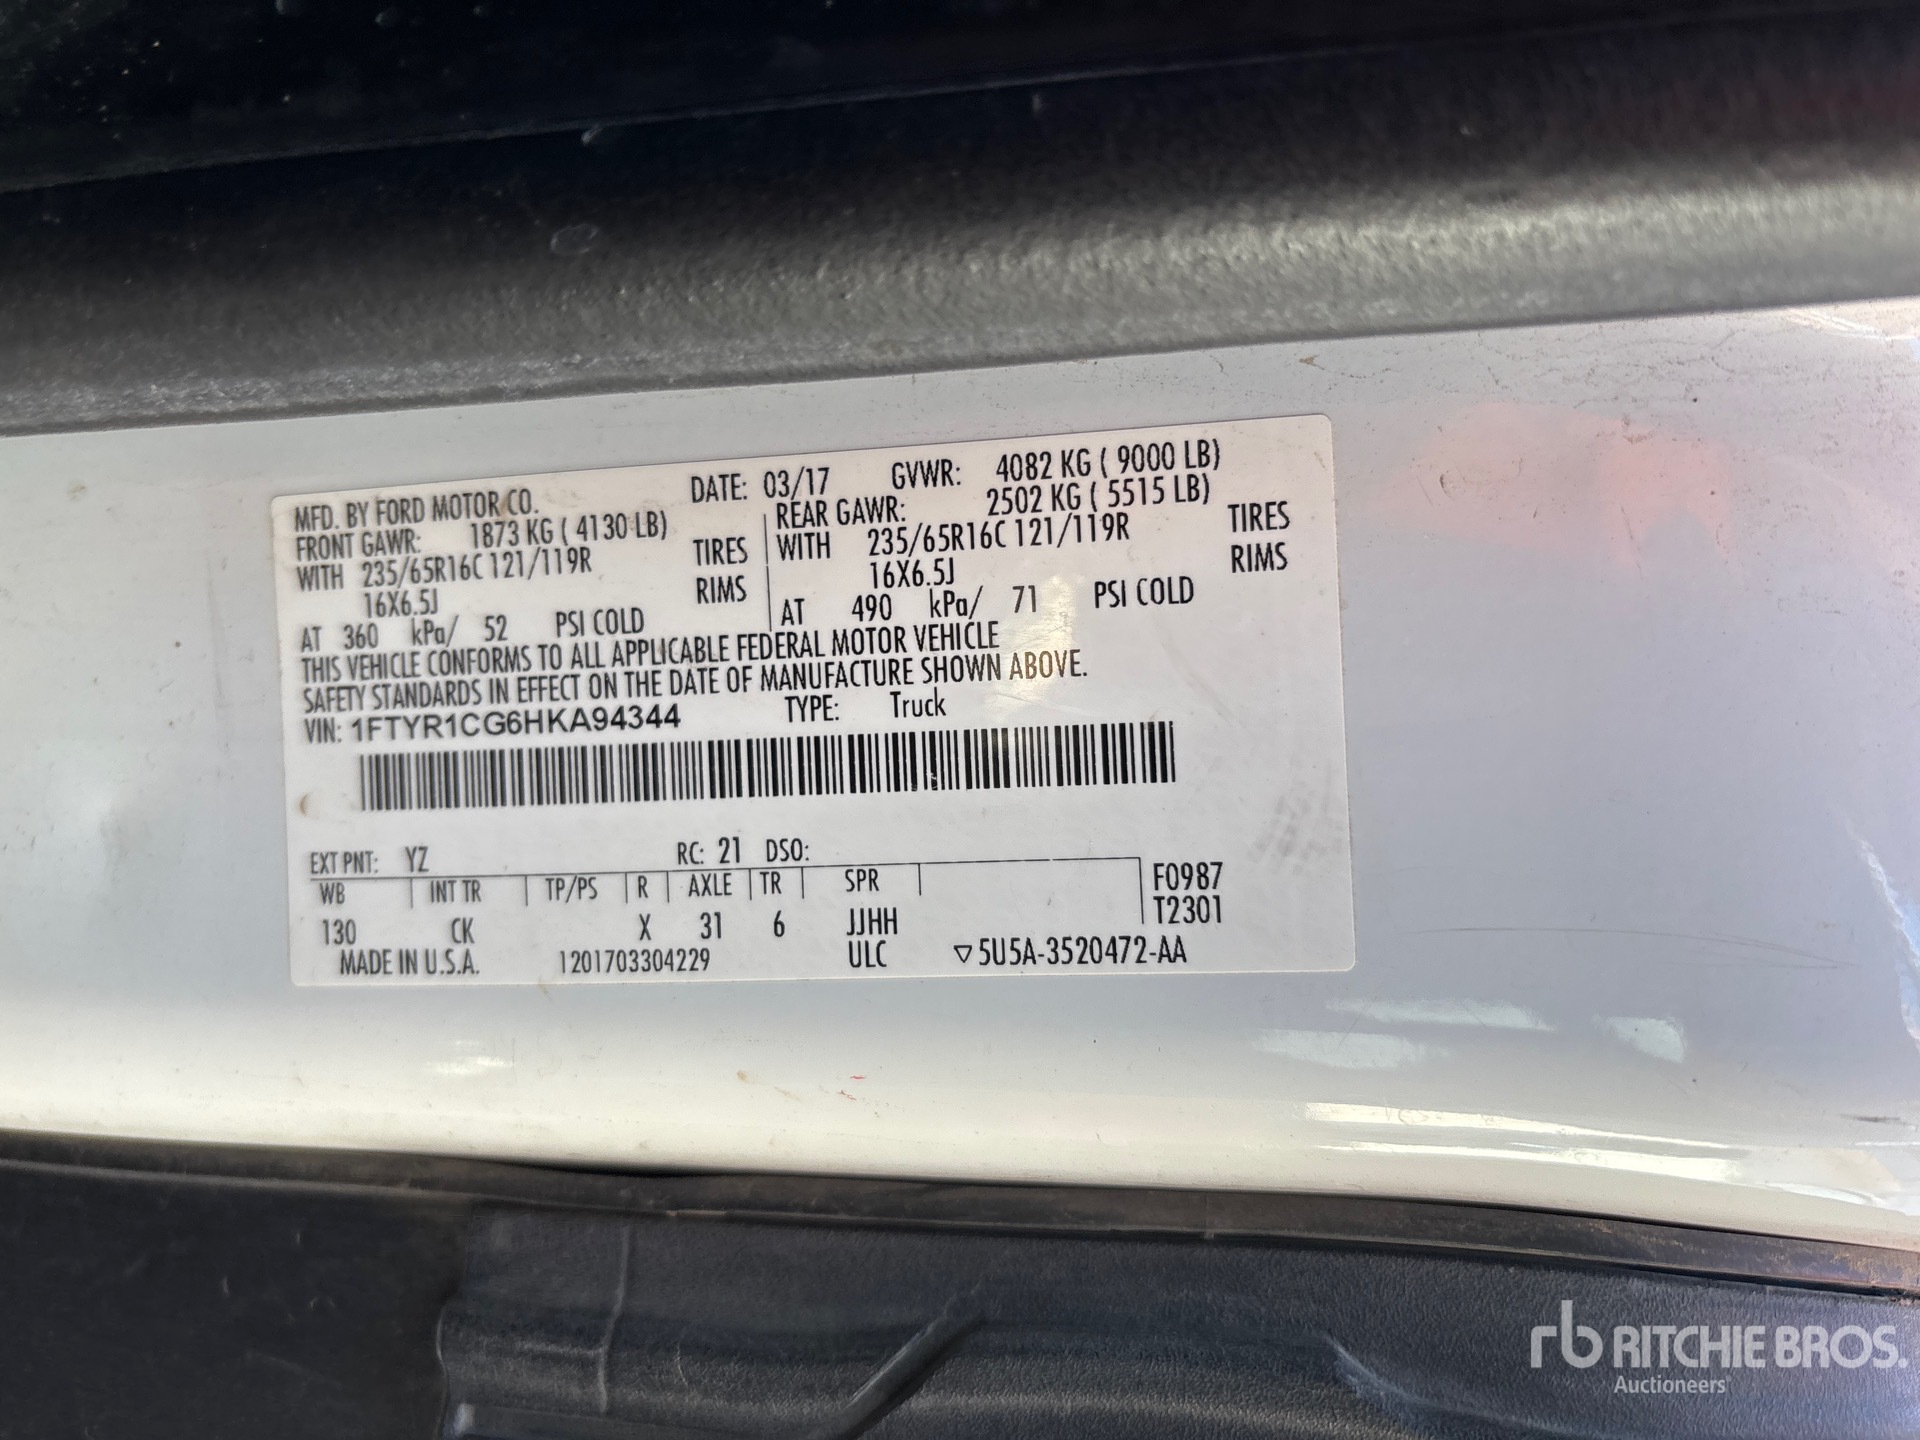 MFD. BY FORD MOTOR CO. DATE: 03/17 GVWR: 4082 KG ( 9000 LB)
FRONT GAWR: 1873 KG ( 4130 LB) REAR GAWR: 2502 KG ( 5515 LB)
WITH 235/65R16C 121/119R TIRES WITH 235/65R16C 121/119R TIRES
16X6.5J RIMS 16X6.5J RIMS
AT 360 kPa/ 52 PSI COLD AT 490 kPa/ 71 PSI COLD
THIS VEHICLE CONFORMS TO ALL APPLICABLE FEDERAL MOTOR VEHICLE
SAFETY STANDARDS IN EFFECT ON THE DATE OF MANUFACTURE SHOWN ABOVE.
VIN: 1FTYR1CG6HKA94344 TYPE: Truck
EXT PNT: YZ RC: 21 DSO:
WB INT TR TP/PS R AXLE TR SPR F0987
130 CK X 31 6 JJHH T2301
MADE IN U.S.A. 1201703304229 ULC ▽5U5A-3520472-AA
rb RITCHIE BROS.
Auctioneers